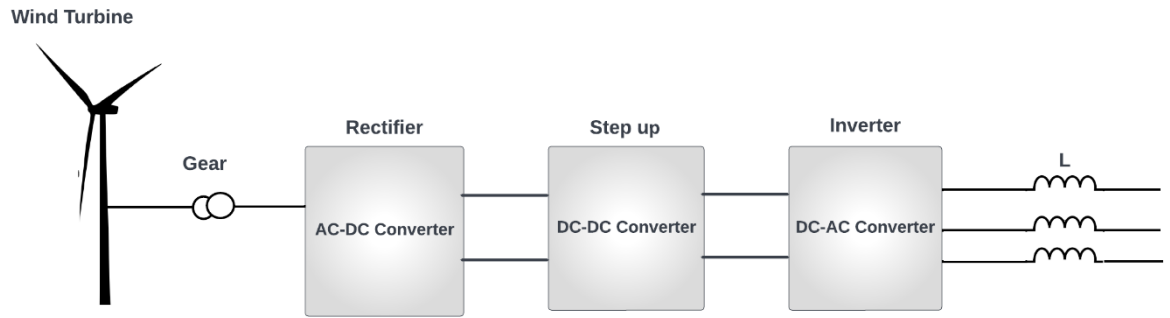 Wind Turbine
Gear
Rectifier
AC-DC Converter
Step up
DC-DC Converter
Inverter
DC-AC Converter
L